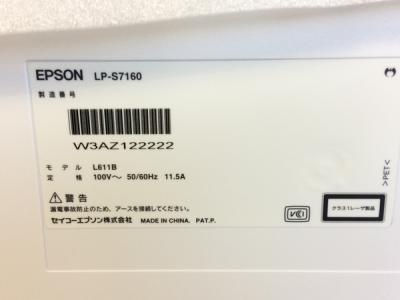 EPSON LP-S7160
製造番号
W3AZ122222
モデル L611B
定格 100V～ 50/60Hz 11.5A
警告
漏電事故防止のため、アースを接続してください。
セイコーエプソン株式会社 MADE IN CHINA. PAT.P.
VCCI
クラス1レーザ製品
>PET<